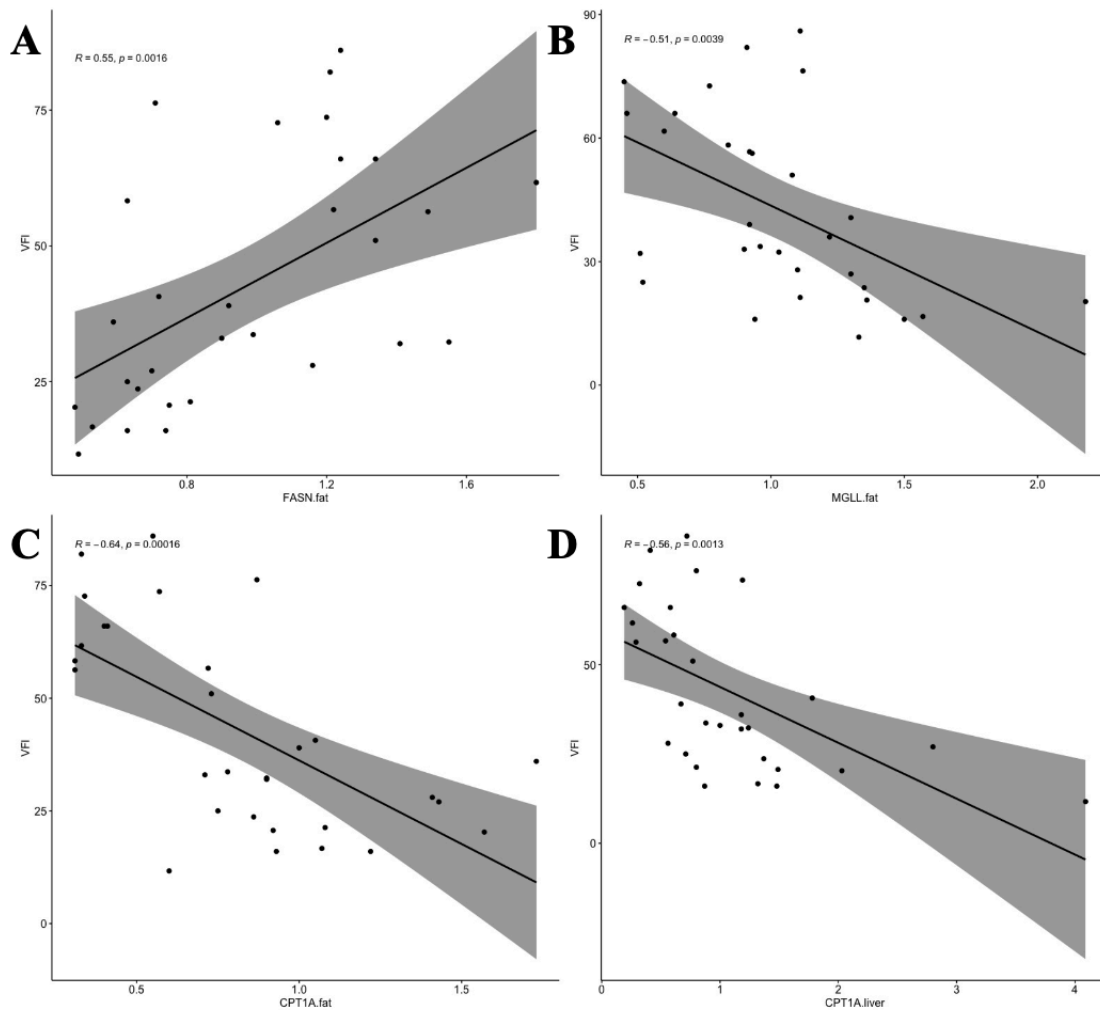 A
R = 0.55, p = 0.0016
75
50
25
VFI
0.8
1.2
1.6
FASN.fat
B
R = −0.51, p = 0.0039
90
60
30
0
VFI
0.5
1.0
1.5
2.0
MGLL.fat
C
R = −0.64, p = 0.00016
75
50
25
0
VFI
0.5
1.0
1.5
CPT1A.fat
D
R = −0.56, p = 0.0013
50
0
VFI
0
1
2
3
4
CPT1A.liver